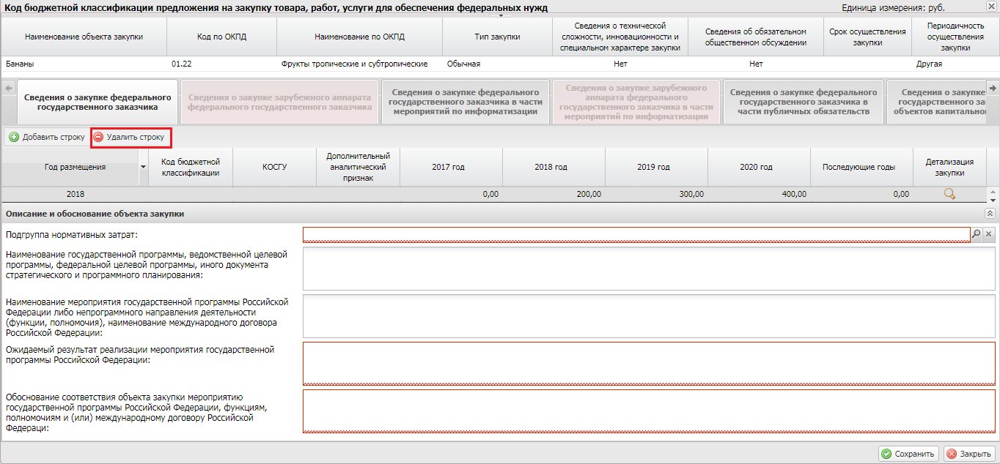 Код бюджетной классификации предложения на закупку товара, работ, услуги для обеспечения федеральных нужд
Единица измерения: руб.
Наименование объекта закупки
Код по ОКПД
Наименование по ОКПД
Тип закупки
Сведения о технической
сложности, инновационности и
специальном характере закупки
Сведения об обязательном
общественном обсуждении
Срок осуществления
закупки
Периодичность
осуществления
закупки
Бананы
01.22
Фрукты тропические и субтропические
Обычная
Нет
Нет
Другая
Сведения о закупке федерального
государственного заказчика
Сведения о закупке зарубежного аппарата
федерального государственного заказчика
Сведения о закупке федерального
государственного заказчика в части
мероприятий по информатизации
Сведения о закупке зарубежного
аппарата федерального
государственного заказчика в части
мероприятий по информатизации
Сведения о закупке федерального
государственного заказчика в
части публичных обязательств
Сведения о закупке
государственного за
объектов капитально
Добавить строку
Удалить строку
Год размещения
Код бюджетной
классификации
КОСГУ
Дополнительный
аналитический
признак
2017 год
2018 год
2019 год
2020 год
Последующие годы
Детализация
закупки
2018
0,00
200,00
300,00
400,00
0,00
Описание и обоснование объекта закупки
Подгруппа нормативных затрат:
Наименование государственной программы, ведомственной целевой
программы, федеральной целевой программы, иного документа
стратегического и программного планирования:
Наименование мероприятия государственной программы Российской
Федерации либо непрограммного направления деятельности
(функции, полномочия), наименование международного договора
Российской Федерации:
Ожидаемый результат реализации мероприятия государственной
программы Российской Федерации:
Обоснование соответствия объекта закупки мероприятию
государственной программы Российской Федерации, функциям,
полномочиям и (или) международному договору Российской
Федераци:
Сохранить
Закрыть